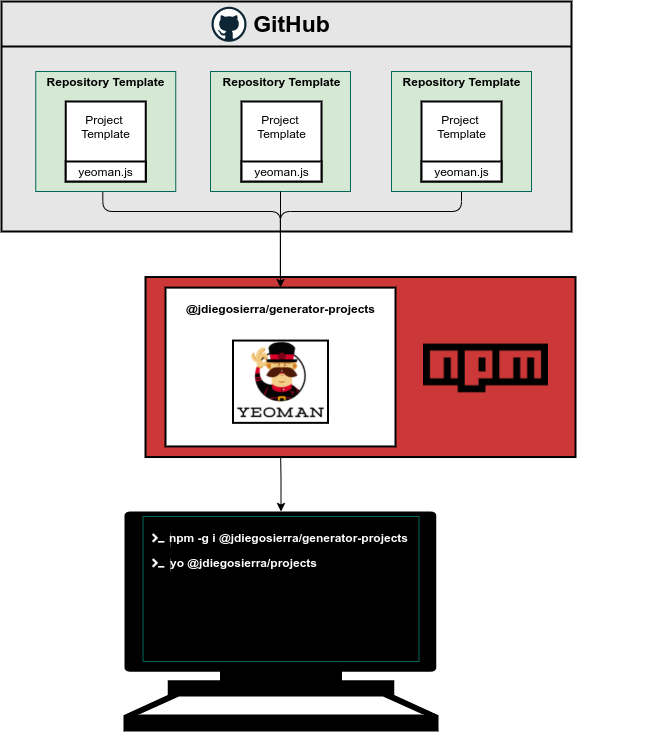 GitHub
Repository Template
Repository Template
Repository Template
Project
Template
yeoman.js
Project
Template
yeoman.js
Project
Template
yeoman.js
@jdiegosierra/generator-projects
YEOMAN
npm
npm -g i @jdiegosierra/generator-projects
yo @jdiegosierra/projects